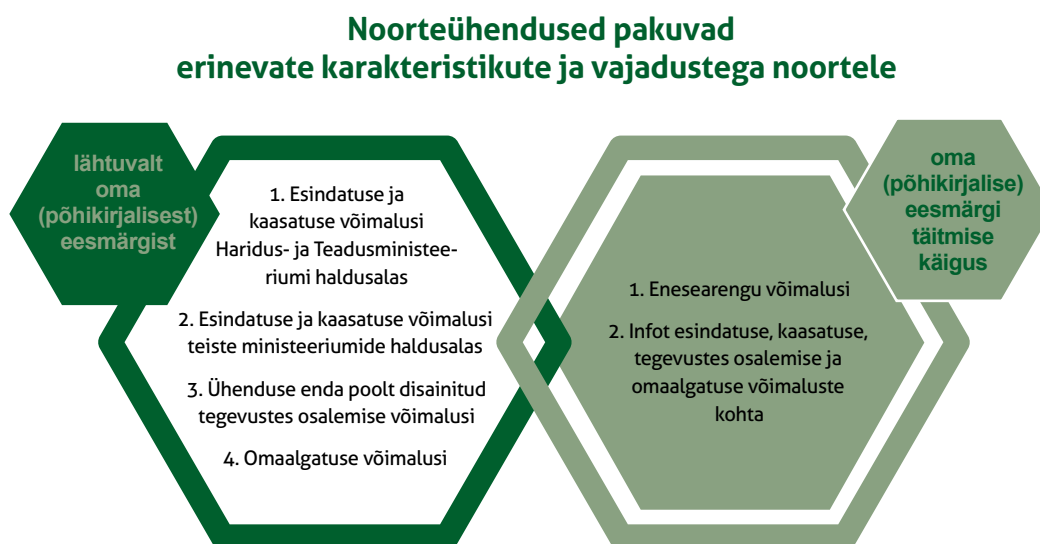 Noorteühendused pakuvad
erinevate karakteristikute ja vajadustega noortele
lähtuvalt
oma
(põhikirjalisest)
eesmärgist
1. Esindatuse ja
kaasatuse võimalusi
Haridus- ja Teadusministee-
riumi haldusalas
2. Esindatuse ja kaasatuse võimalusi
teiste ministeeriumide haldusalas
3. Ühenduse enda poolt disainitud
tegevustes osalemise võimalusi
4. Omaalgatuse võimalusi
oma
(põhikirjalise)
eesmärgi
täitmise
käigus
1. Enesearengu võimalusi
2. Infot esindatuse, kaasatuse,
tegevustes osalemise ja
omaalgatuse võimaluste
kohta